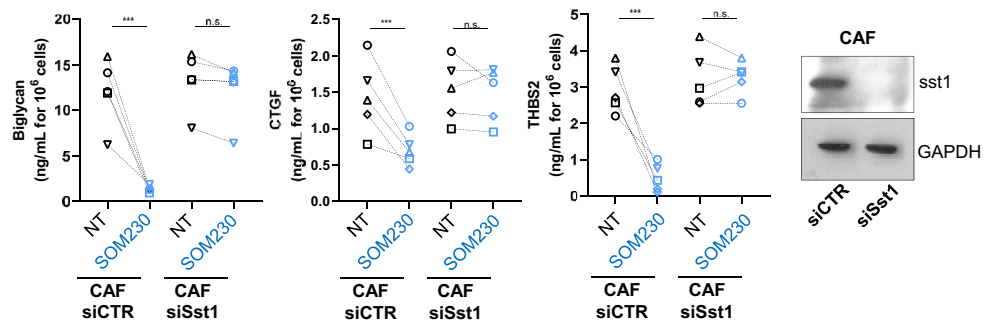 Biglycan
(ng/mL for 10⁶ cells)
20
15
10
5
0
***
n.s.
NT
SOM230
NT
SOM230
CAF
siCTR
CAF
siSst1
CTGF
(ng/mL for 10⁶ cells)
2.5
2.0
1.5
1.0
0.5
0.0
***
n.s.
NT
SOM230
NT
SOM230
CAF
siCTR
CAF
siSst1
THBS2
(ng/mL for 10⁶ cells)
5
4
3
2
1
0
***
n.s.
NT
SOM230
NT
SOM230
CAF
siCTR
CAF
siSst1
CAF
sst1
GAPDH
siCTR
siSst1